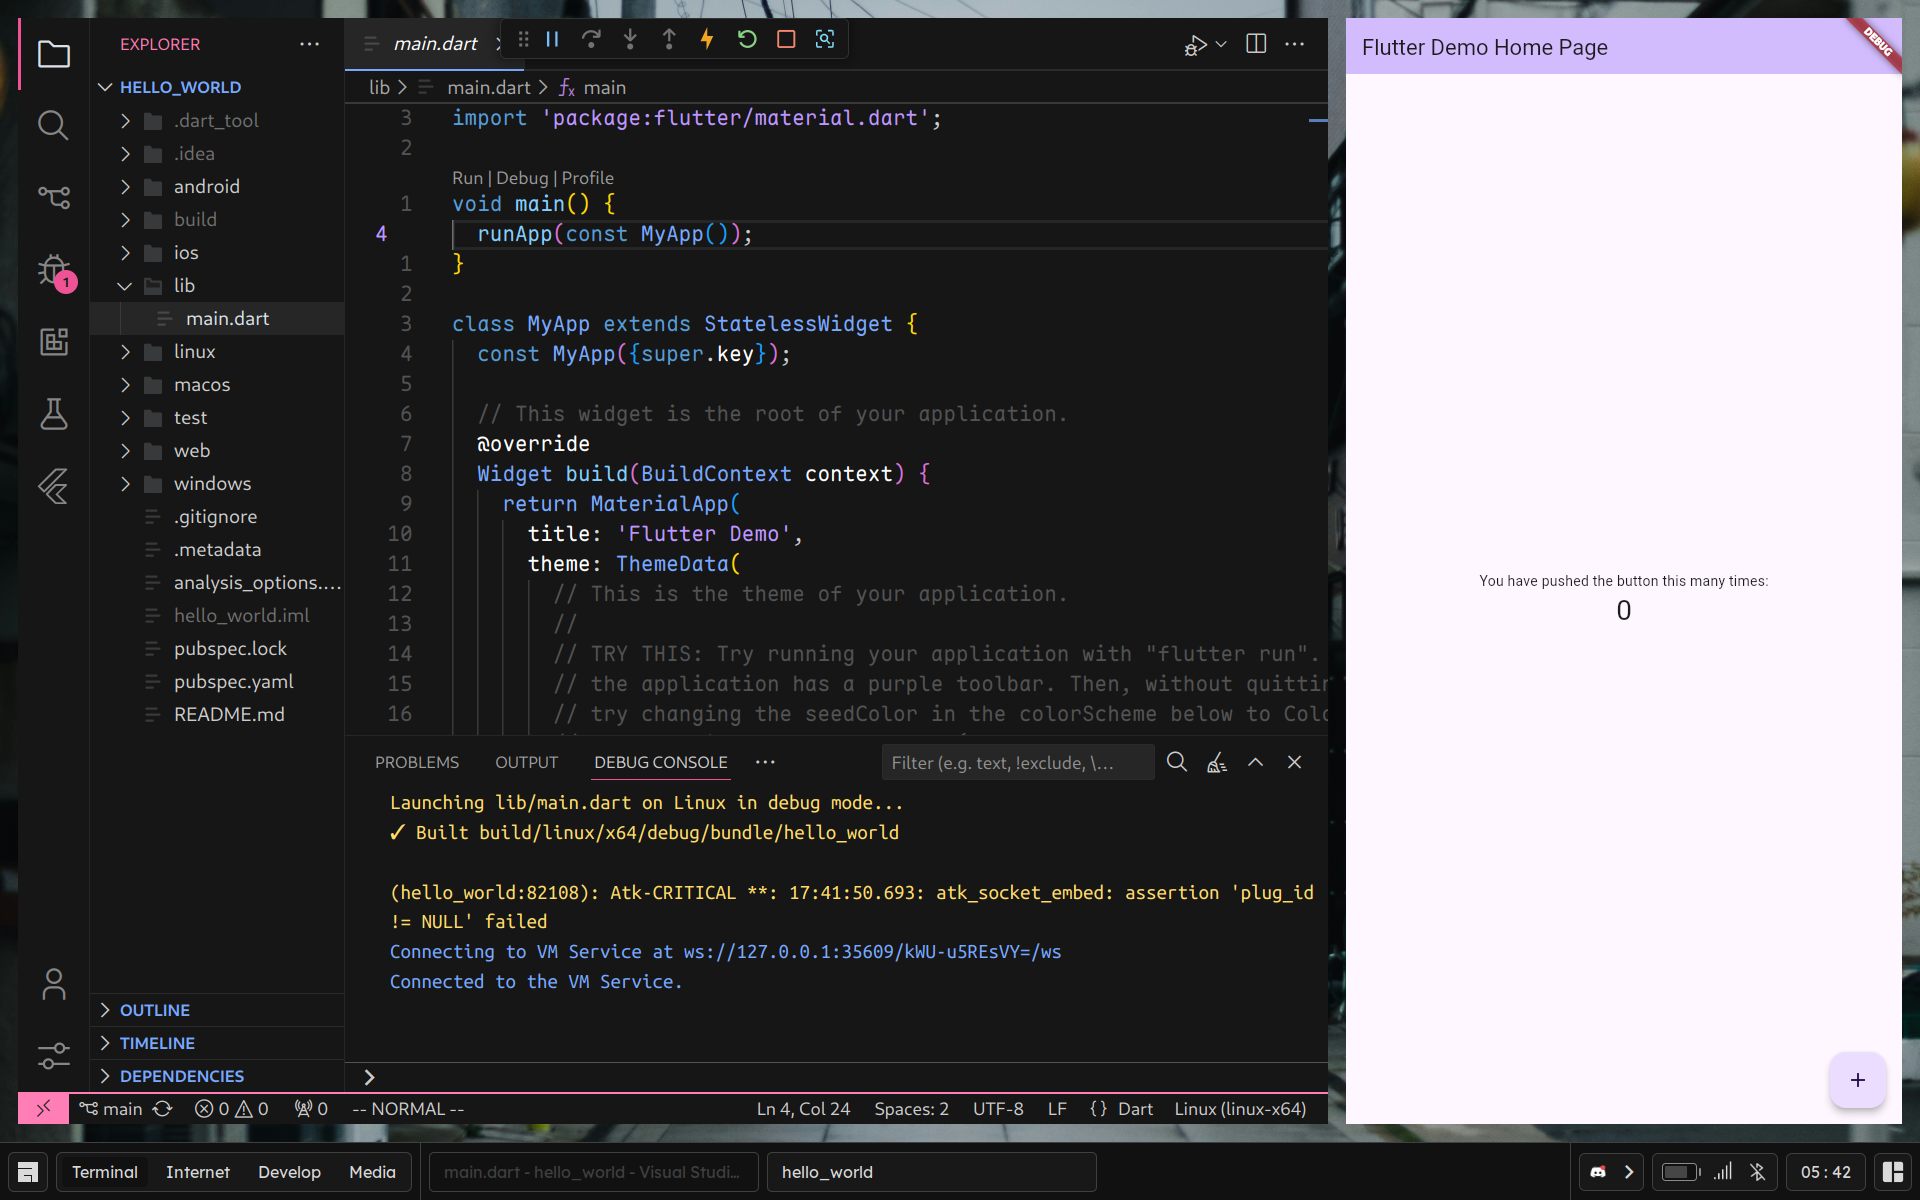 EXPLORER
HELLO_WORLD
.dart_tool
.idea
android
build
ios
lib
main.dart
linux
macos
test
web
windows
.gitignore
.metadata
analysis_options....
hello_world.iml
pubspec.lock
pubspec.yaml
README.md
OUTLINE
TIMELINE
DEPENDENCIES
1
main.dart
lib > main.dart > main
3 import 'package:flutter/material.dart';
2
Run | Debug | Profile
1 void main() {
4 runApp(const MyApp());
1 }
2
3 class MyApp extends StatelessWidget {
4 const MyApp({super.key});
5
6 // This widget is the root of your application.
7 @override
8 Widget build(BuildContext context) {
9 return MaterialApp(
10 title: 'Flutter Demo',
11 theme: ThemeData(
12 // This is the theme of your application.
13 //
14 // TRY THIS: Try running your application with "flutter run".
15 // the application has a purple toolbar. Then, without quittin
16 // try changing the seedColor in the colorScheme below to Colo
PROBLEMS OUTPUT DEBUG CONSOLE
Filter (e.g. text, !exclude, \...
Launching lib/main.dart on Linux in debug mode...
✓ Built build/linux/x64/debug/bundle/hello_world
(hello_world:82108): Atk-CRITICAL **: 17:41:50.693: atk_socket_embed: assertion 'plug_id
!= NULL' failed
Connecting to VM Service at ws://127.0.0.1:35609/kWU-u5REsVY=/ws
Connected to the VM Service.
main 0 0 0 -- NORMAL -- Ln 4, Col 24 Spaces: 2 UTF-8 LF {} Dart Linux (linux-x64)
Flutter Demo Home Page
DEBUG
You have pushed the button this many times:
0
+
Terminal Internet Develop Media
main.dart - hello_world - Visual Studi...
hello_world
05 : 42